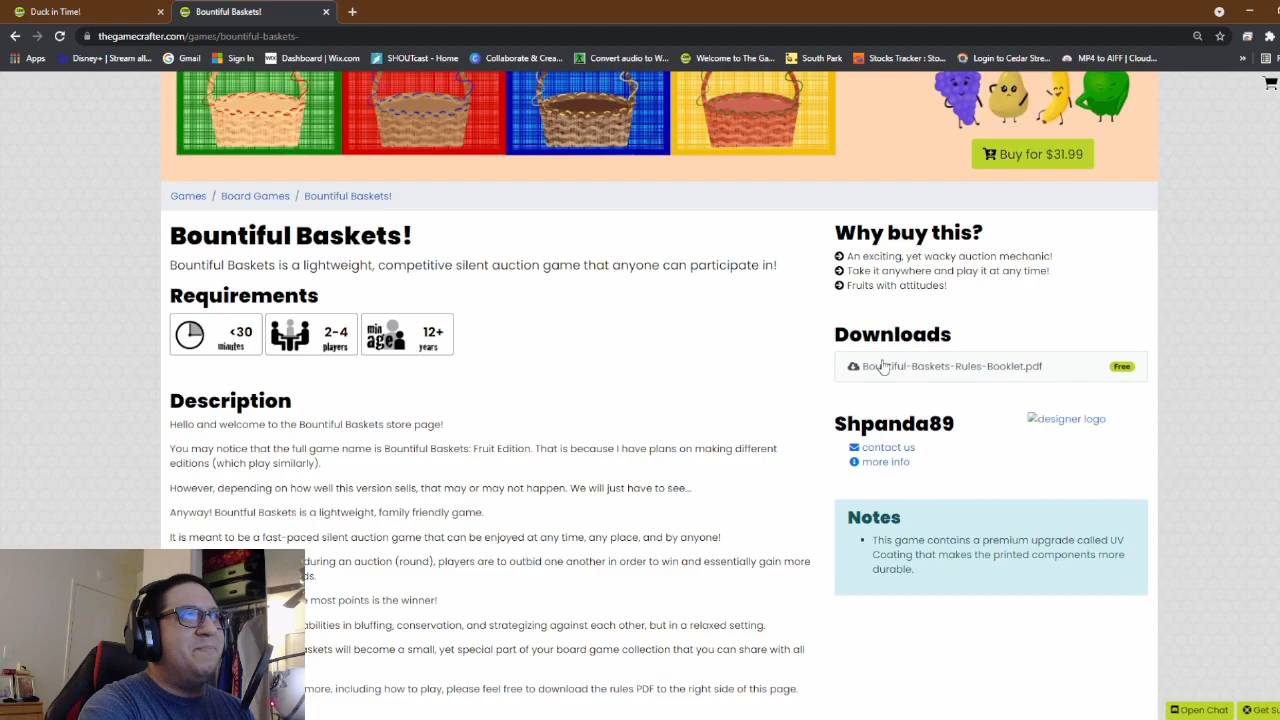 Duck in Time!
Bountiful Baskets!
thegamecrafter.com/games/bountiful-baskets-
Apps
Disney+ | Stream all...
Gmail
Sign In
Dashboard | Wix.com
SHOUTcast - Home
Collaborate & Crea...
Convert audio to W...
Welcome to The Ga...
South Park
Stocks Tracker : Sto...
Login to Cedar Stre...
MP4 to AIFF | Cloud...
Buy for $31.99
Games / Board Games / Bountiful Baskets!
Bountiful Baskets!
Bountiful Baskets is a lightweight, competitive silent auction game that anyone can participate in!
Requirements
<30 minutes
2-4 players
min age 12+ years
Description
Hello and welcome to the Bountiful Baskets store page!
You may notice that the full game name is Bountiful Baskets: Fruit Edition. That is because I have plans on making different
editions (which play similarly).
However, depending on how well this version sells, that may or may not happen. We will just have to see...
Anyway! Bountful Baskets is a lightweight, family friendly game.
It is meant to be a fast-paced silent auction game that can be enjoyed at any time, any place, and by anyone!
during an auction (round), players are to outbid one another in order to win and essentially gain more
most points is the winner!
abilities in bluffing, conservation, and strategizing against each other, but in a relaxed setting.
askets will become a small, yet special part of your board game collection that you can share with all
more, including how to play, please feel free to download the rules PDF to the right side of this page.
Why buy this?
An exciting, yet wacky auction mechanic!
Take it anywhere and play it at any time!
Fruits with attitudes!
Downloads
Bountiful-Baskets-Rules-Booklet.pdf
Free
Shpanda89
designer logo
contact us
more info
Notes
This game contains a premium upgrade called UV
Coating that makes the printed components more
durable.
Open Chat
Get Su